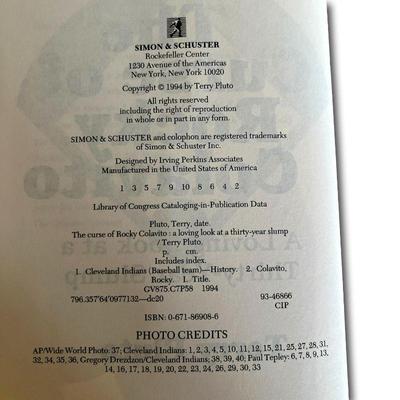 SIMON & SCHUSTER
Rockefeller Center
1230 Avenue of the Americas
New York, New York 10020
Copyright © 1994 by Terry Pluto
All rights reserved
including the right of reproduction
in whole or in part in any form.
SIMON & SCHUSTER and colophon are registered trademarks
of Simon & Schuster Inc.
Designed by Irving Perkins Associates
Manufactured in the United States of America
1 3 5 7 9 10 8 6 4 2
Library of Congress Cataloging-in-Publication Data
Pluto, Terry, date.
The curse of Rocky Colavito : a loving look at a thirty-year slump
/ Terry Pluto.
p. cm.
Includes index.
1. Cleveland Indians (Baseball team)—History. 2. Colavito,
Rocky. I. Title.
GV875.C7P58 1994
796.357'64'0977132—dc20 93-46866
CIP
ISBN: 0-671-86908-6
PHOTO CREDITS
AP/Wide World Photo: 37; Cleveland Indians: 1, 2, 3, 4, 5, 10, 11, 12, 15, 21, 25, 27, 28, 31,
32, 34, 35, 36, Gregory Drezdzon/Cleveland Indians; 38, 39, 40; Paul Tepley: 6, 7, 8, 9, 13,
14, 16, 17, 18, 19, 20, 22, 23, 24, 26, 29, 30, 33